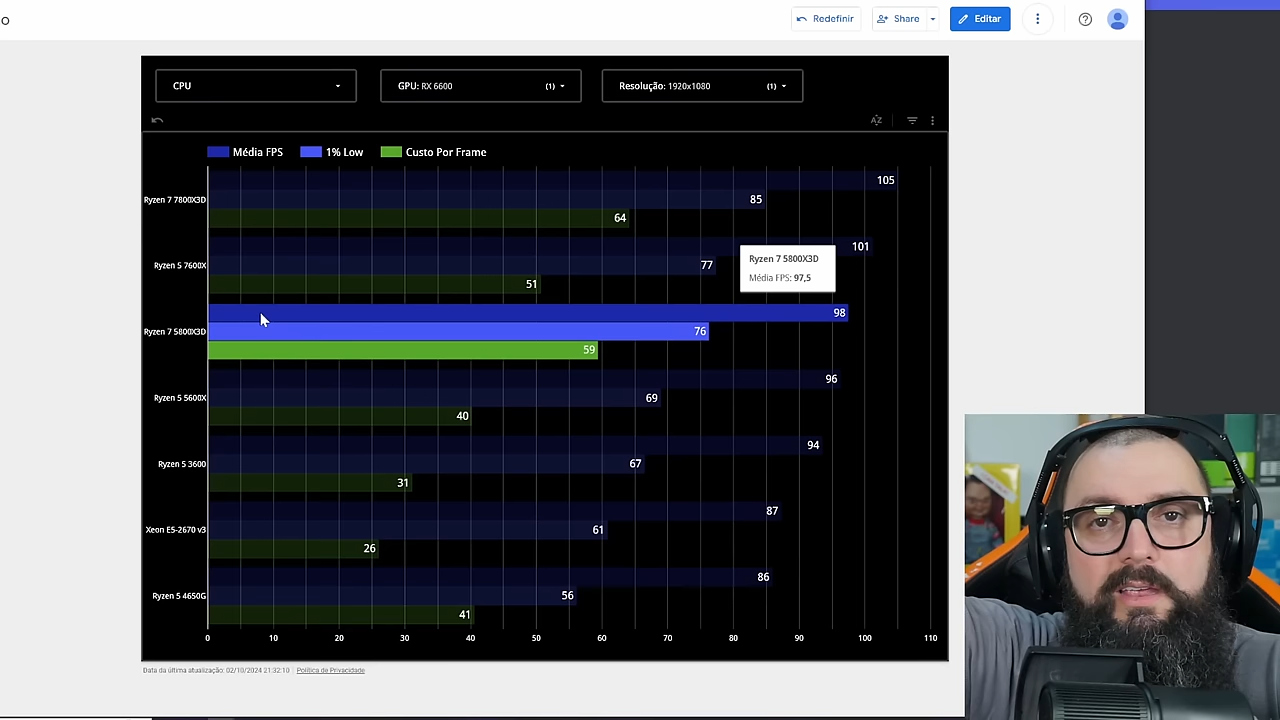 o
Redefinir
Share
Editar
CPU
GPU: RX 6600 (1)
Resolução: 1920x1080 (1)
AZ
Média FPS
1% Low
Custo Por Frame
Ryzen 7 7800X3D
105
85
64
Ryzen 5 7600X
101
77
51
Ryzen 7 5800X3D
Média FPS: 97,5
Ryzen 7 5800X3D
98
76
59
Ryzen 5 5600X
96
69
40
Ryzen 5 3600
94
67
31
Xeon E5-2670 v3
87
61
26
Ryzen 5 4650G
86
56
41
0 10 20 30 40 50 60 70 80 90 100 110
Data da última atualização: 02/10/2024 21:32:10 | Política de Privacidade